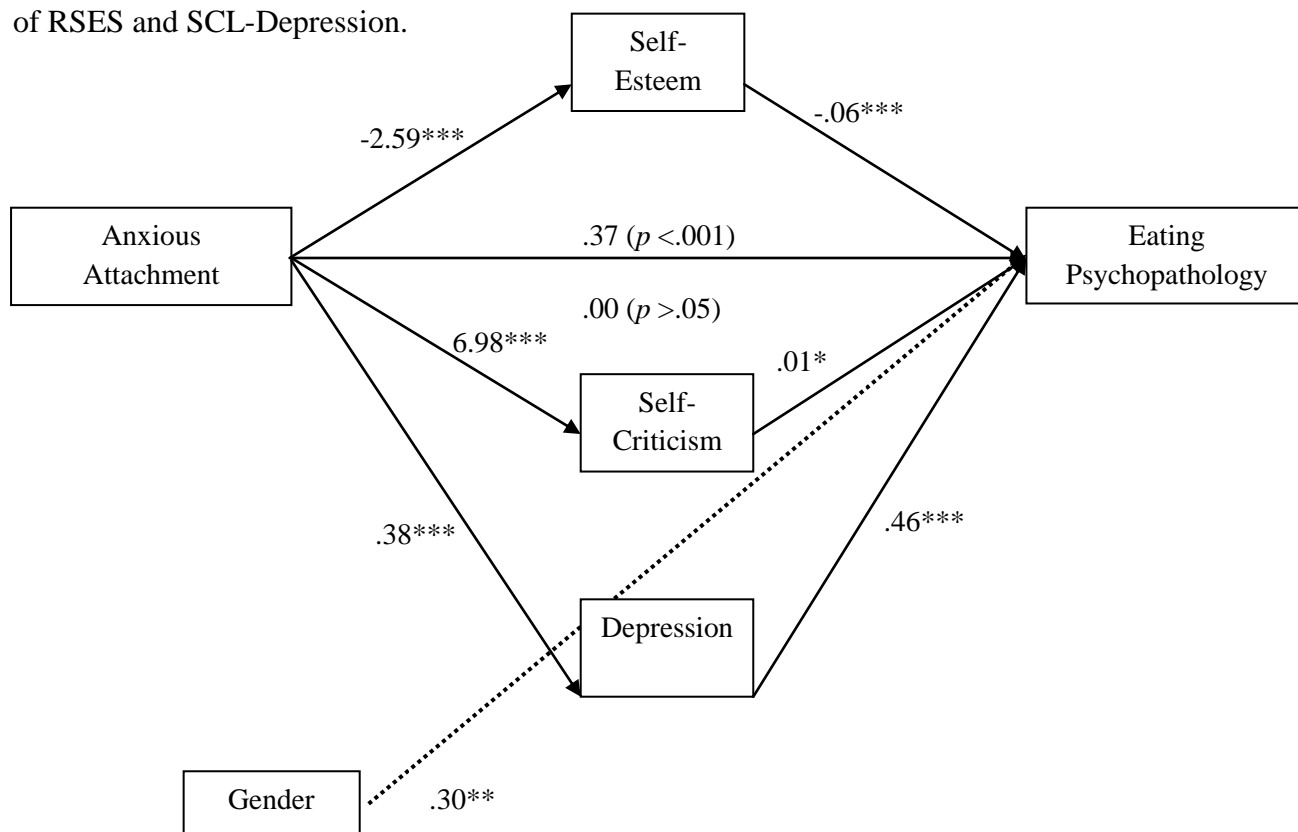 of RSES and SCL-Depression.
Self-
Esteem
-2.59***
-.06***
Anxious
Attachment
.37 (p <.001)
Eating
Psychopathology
.00 (p >.05)
6.98***
.01*
Self-
Criticism
.38***
.46***
Depression
Gender
.30**